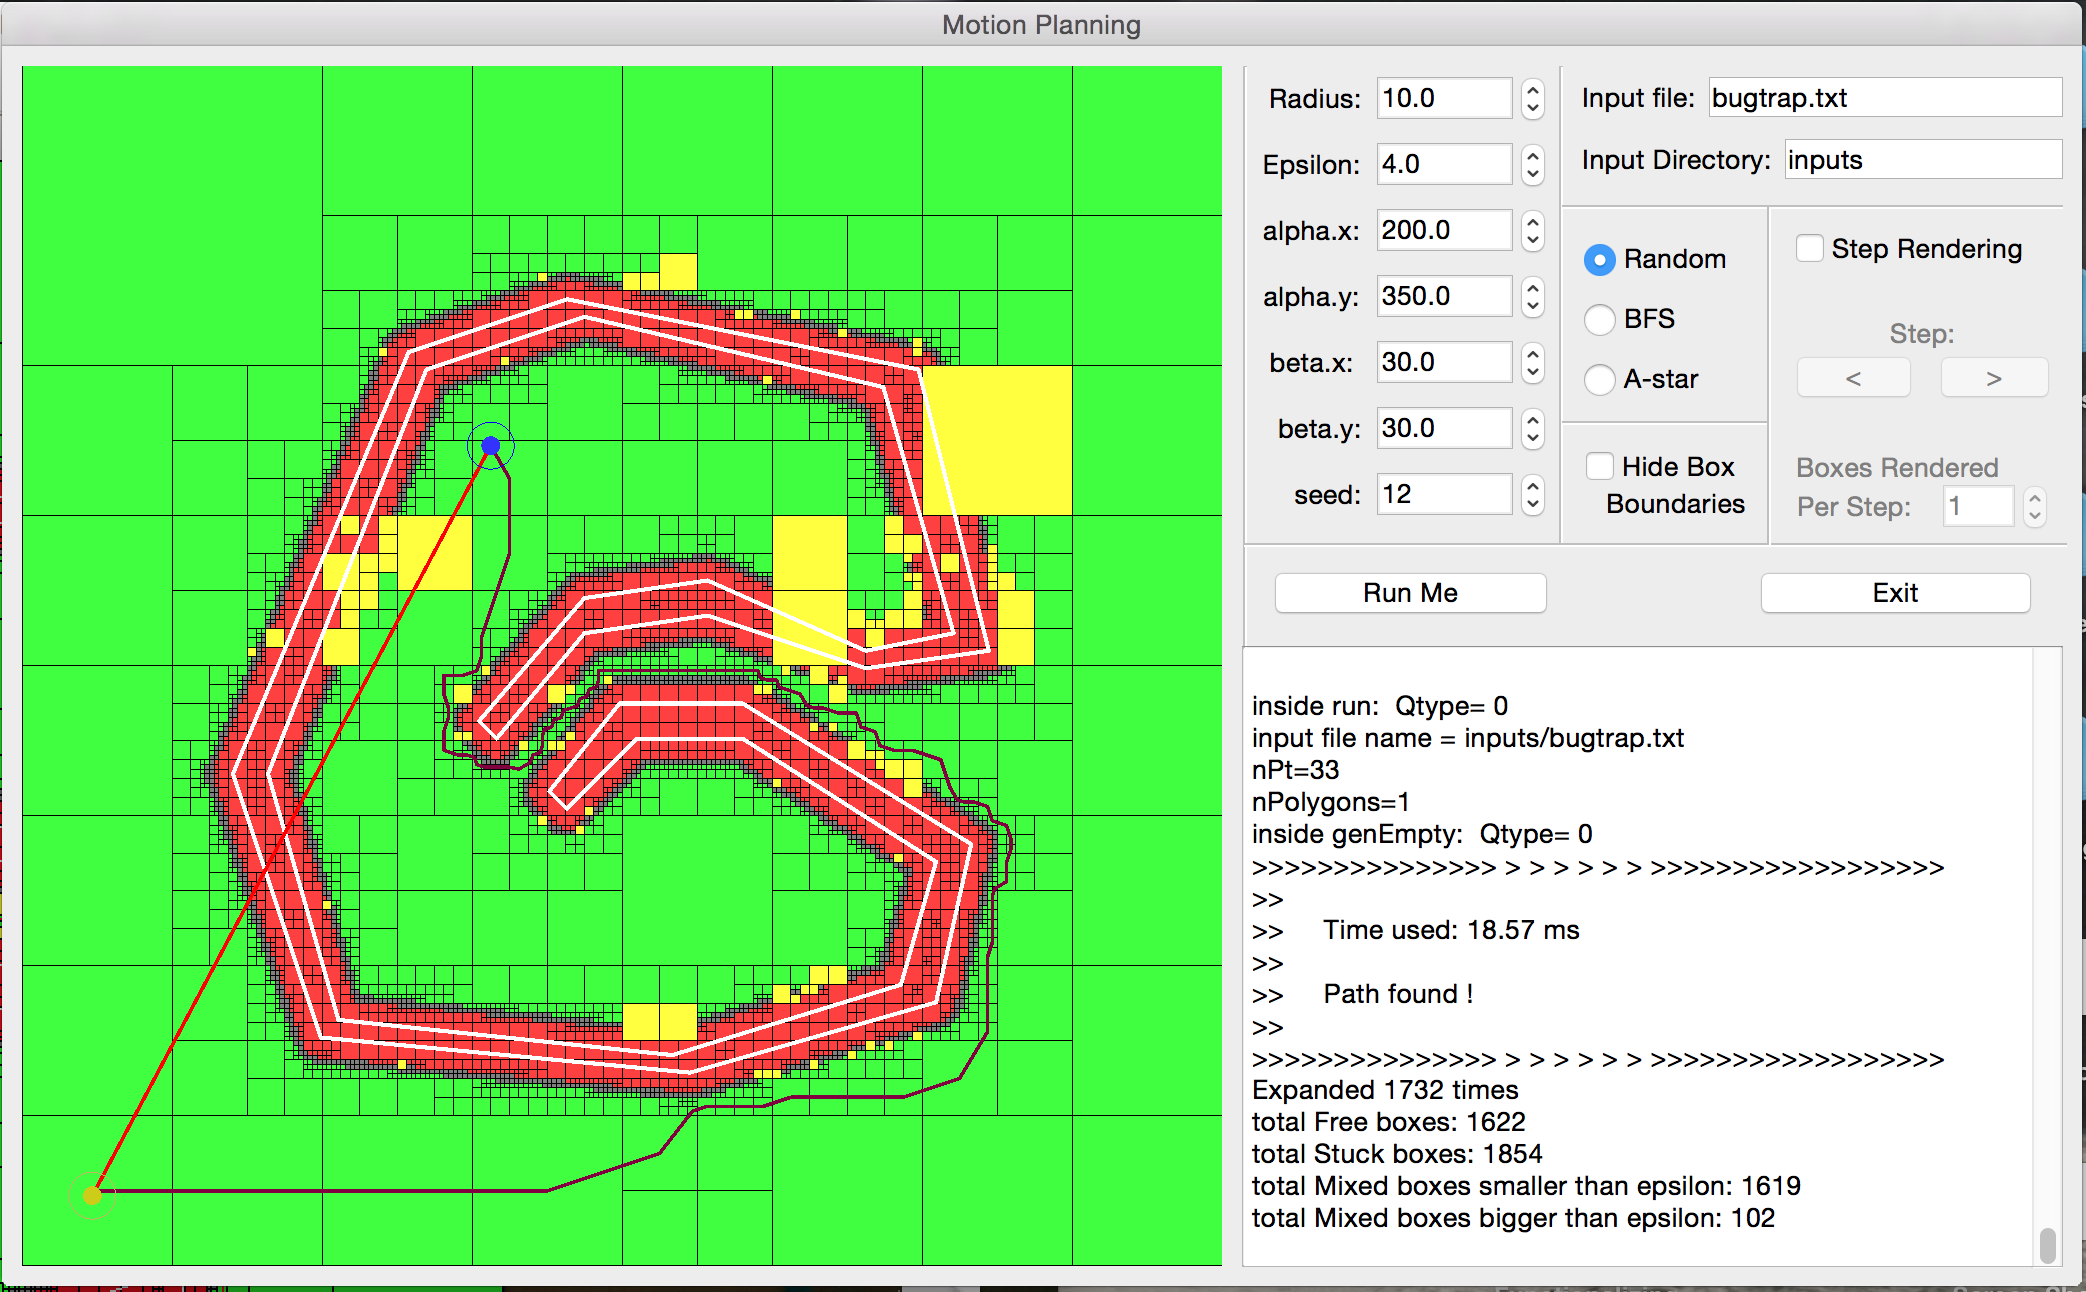 Motion Planning
Radius: 10.0
Epsilon: 4.0
alpha.x: 200.0
alpha.y: 350.0
beta.x: 30.0
beta.y: 30.0
seed: 12
Input file: bugtrap.txt
Input Directory: inputs
Random
BFS
A-star
Hide Box
Boundaries
Step Rendering
Step:
< >
Boxes Rendered
Per Step: 1
Run Me Exit
inside run: Qtype= 0
input file name = inputs/bugtrap.txt
nPt=33
nPolygons=1
inside genEmpty: Qtype= 0
>>>>>>>>>>>>>>> > > > > > > >>>>>>>>>>>>>>>>>>
>>
>> Time used: 18.57 ms
>>
>> Path found !
>>
>>>>>>>>>>>>>>> > > > > > > >>>>>>>>>>>>>>>>>>
Expanded 1732 times
total Free boxes: 1622
total Stuck boxes: 1854
total Mixed boxes smaller than epsilon: 1619
total Mixed boxes bigger than epsilon: 102